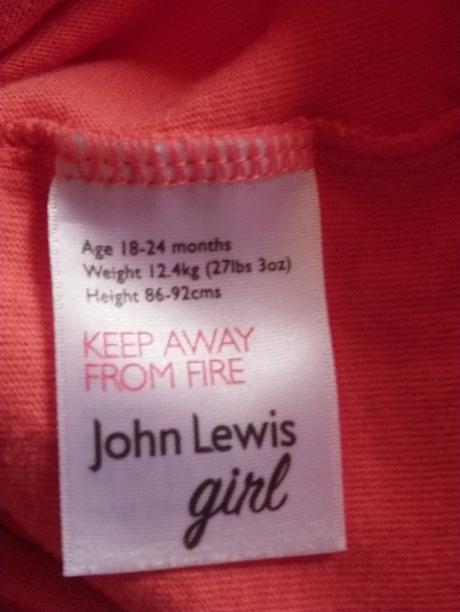 Age 18-24 months
Weight 12.4kg (27lbs 3oz)
Height 86-92cms
KEEP AWAY
FROM FIRE
John Lewis
girl